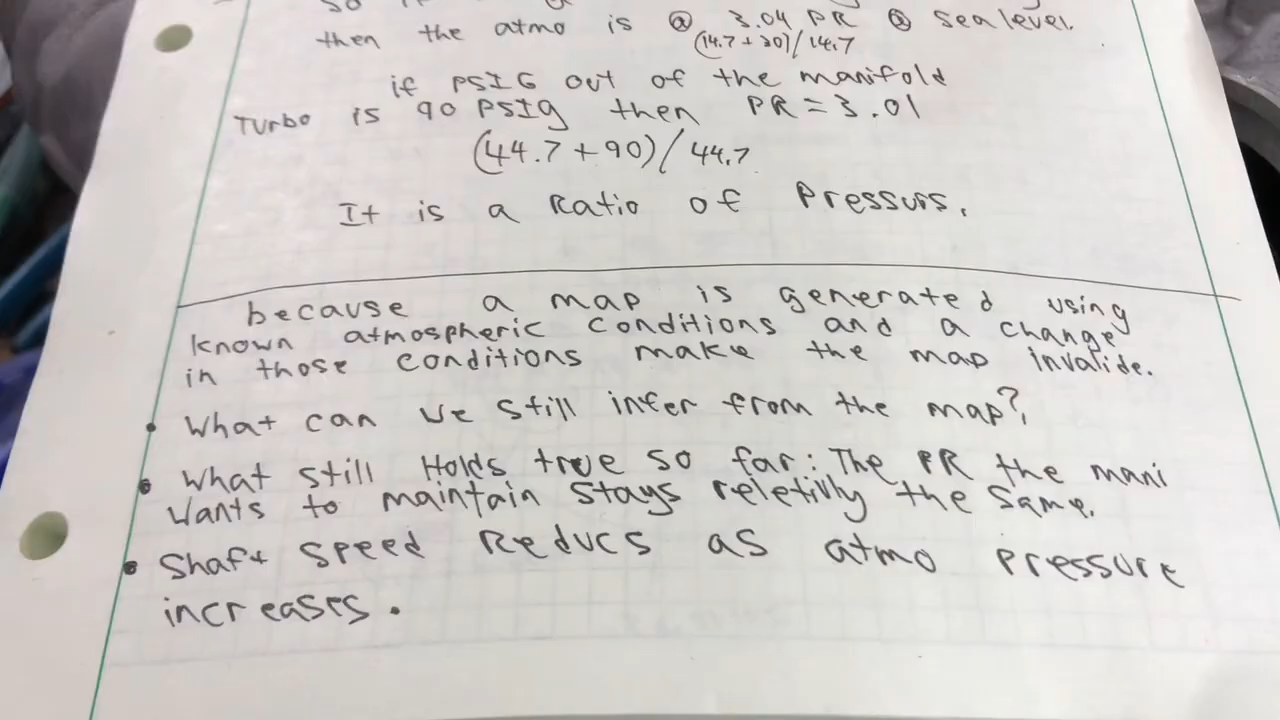 then the atmo is @ 3.04 PR @ sea level.
(14.7 + 30)/14.7
if PSIG out of the manifold
Turbo is 90 PSIg then PR = 3.01
(44.7 + 90)/44.7
It is a Ratio of Pressurs.
because a map is generated using
known atmospheric conditions and a change
in those conditions make the map invalide.
• What can we still infer from the map?
• What still Holds true so far: The PR the mani
wants to maintain stays reletivly the same.
• Shaft speed Reducs as atmo pressure
increases.